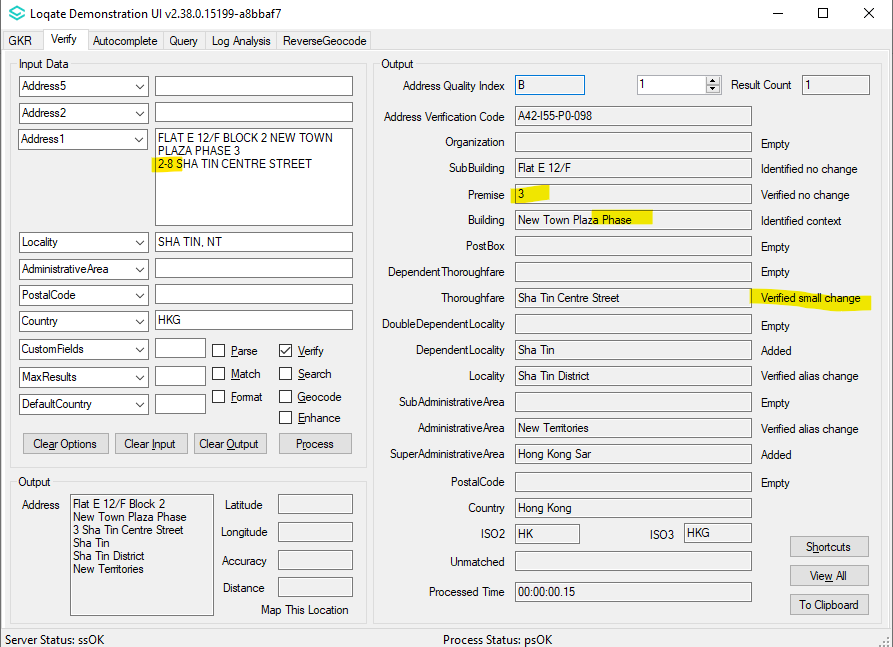 Loqate Demonstration UI v2.38.0.15199-a8bbaf7
GKR Verify Autocomplete Query Log Analysis ReverseGeocode
Input Data
Address5
Address2
Address1 FLAT E 12/F BLOCK 2 NEW TOWN
PLAZA PHASE 3
2-8 SHA TIN CENTRE STREET
Locality SHA TIN, NT
AdministrativeArea
PostalCode
Country HKG
CustomFields Parse Verify
MaxResults Match Search
DefaultCountry Format Geocode
Enhance
Clear Options Clear Input Clear Output Process
Output
Address Flat E 12/F Block 2
New Town Plaza Phase
3 Sha Tin Centre Street
Sha Tin
Sha Tin District
New Territories
Latitude
Longitude
Accuracy
Distance
Map This Location
Output
Address Quality Index B 1 Result Count 1
Address Verification Code A42-I55-P0-098
Organization Empty
SubBuilding Flat E 12/F Identified no change
Premise 3 Verified no change
Building New Town Plaza Phase Identified context
PostBox Empty
DependentThoroughfare Empty
Thoroughfare Sha Tin Centre Street Verified small change
DoubleDependentLocality Empty
DependentLocality Sha Tin Added
Locality Sha Tin District Verified alias change
SubAdministrativeArea Empty
AdministrativeArea New Territories Verified alias change
SuperAdministrativeArea Hong Kong Sar Added
PostalCode Empty
Country Hong Kong
ISO2 HK ISO3 HKG
Unmatched
Processed Time 00:00:00.15
Shortcuts
View All
To Clipboard
Server Status: ssOK Process Status: psOK